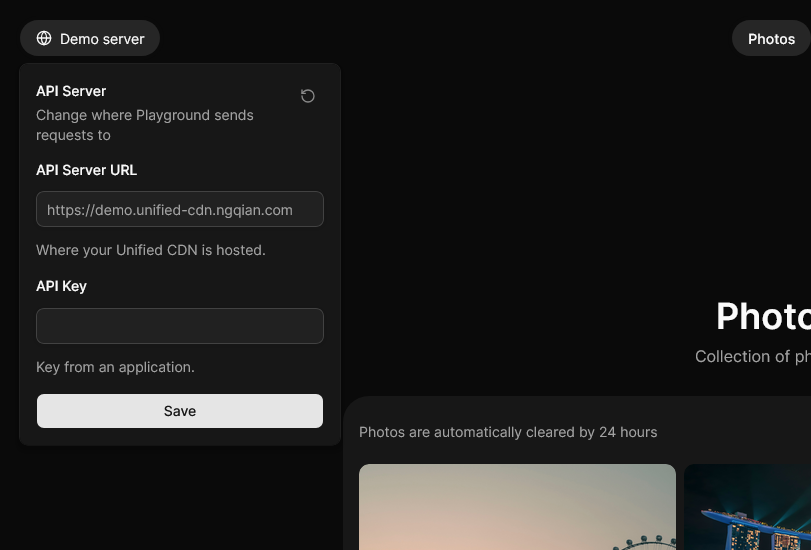 Demo server
Photos
API Server
Change where Playground sends
requests to
API Server URL
https://demo.unified-cdn.ngqian.com
Where your Unified CDN is hosted.
API Key
Key from an application.
Save
Collection of
Photos are automatically cleared by 24 hours